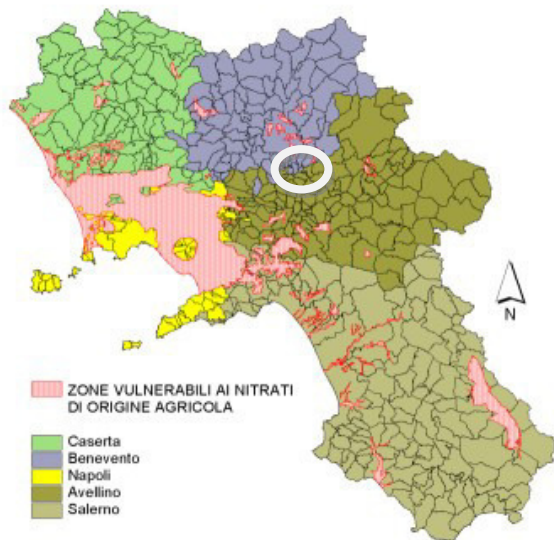 N
ZONE VULNERABILI AI NITRATI
DI ORIGINE AGRICOLA
Caserta
Benevento
Napoli
Avellino
Salerno